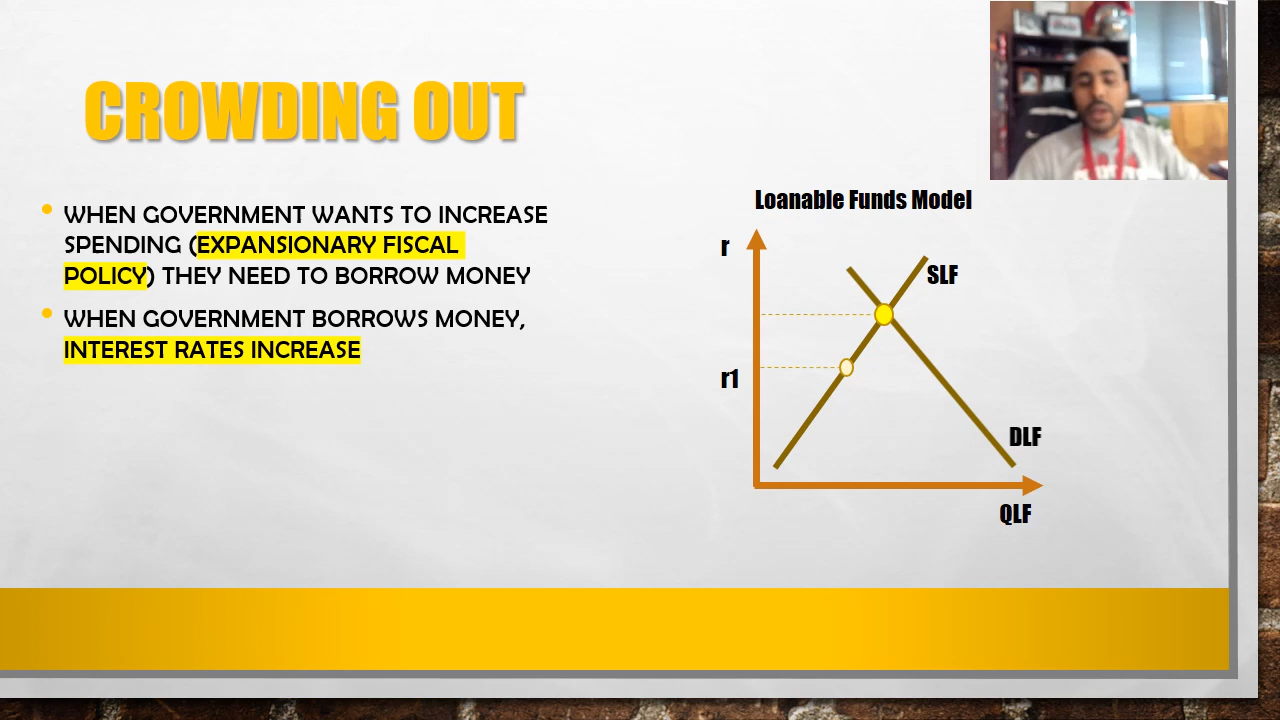 CROWDING OUT
WHEN GOVERNMENT WANTS TO INCREASE
SPENDING (EXPANSIONARY FISCAL
POLICY) THEY NEED TO BORROW MONEY
WHEN GOVERNMENT BORROWS MONEY,
INTEREST RATES INCREASE
Loanable Funds Model
r
SLF
r1
DLF
QLF